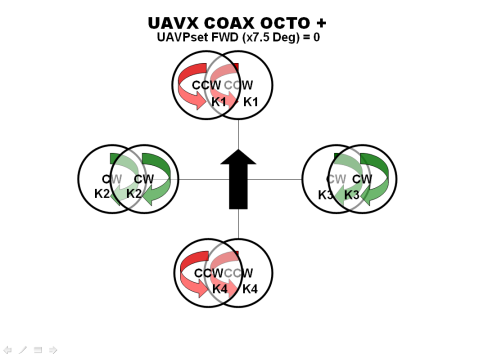 UAVX COAX OCTO +
UAVPset FWD (x7.5 Deg) = 0
CCW CCW
K1 K1
CW CW CW CW
K2 K2 K3 K3
CCW CCW
K4 K4